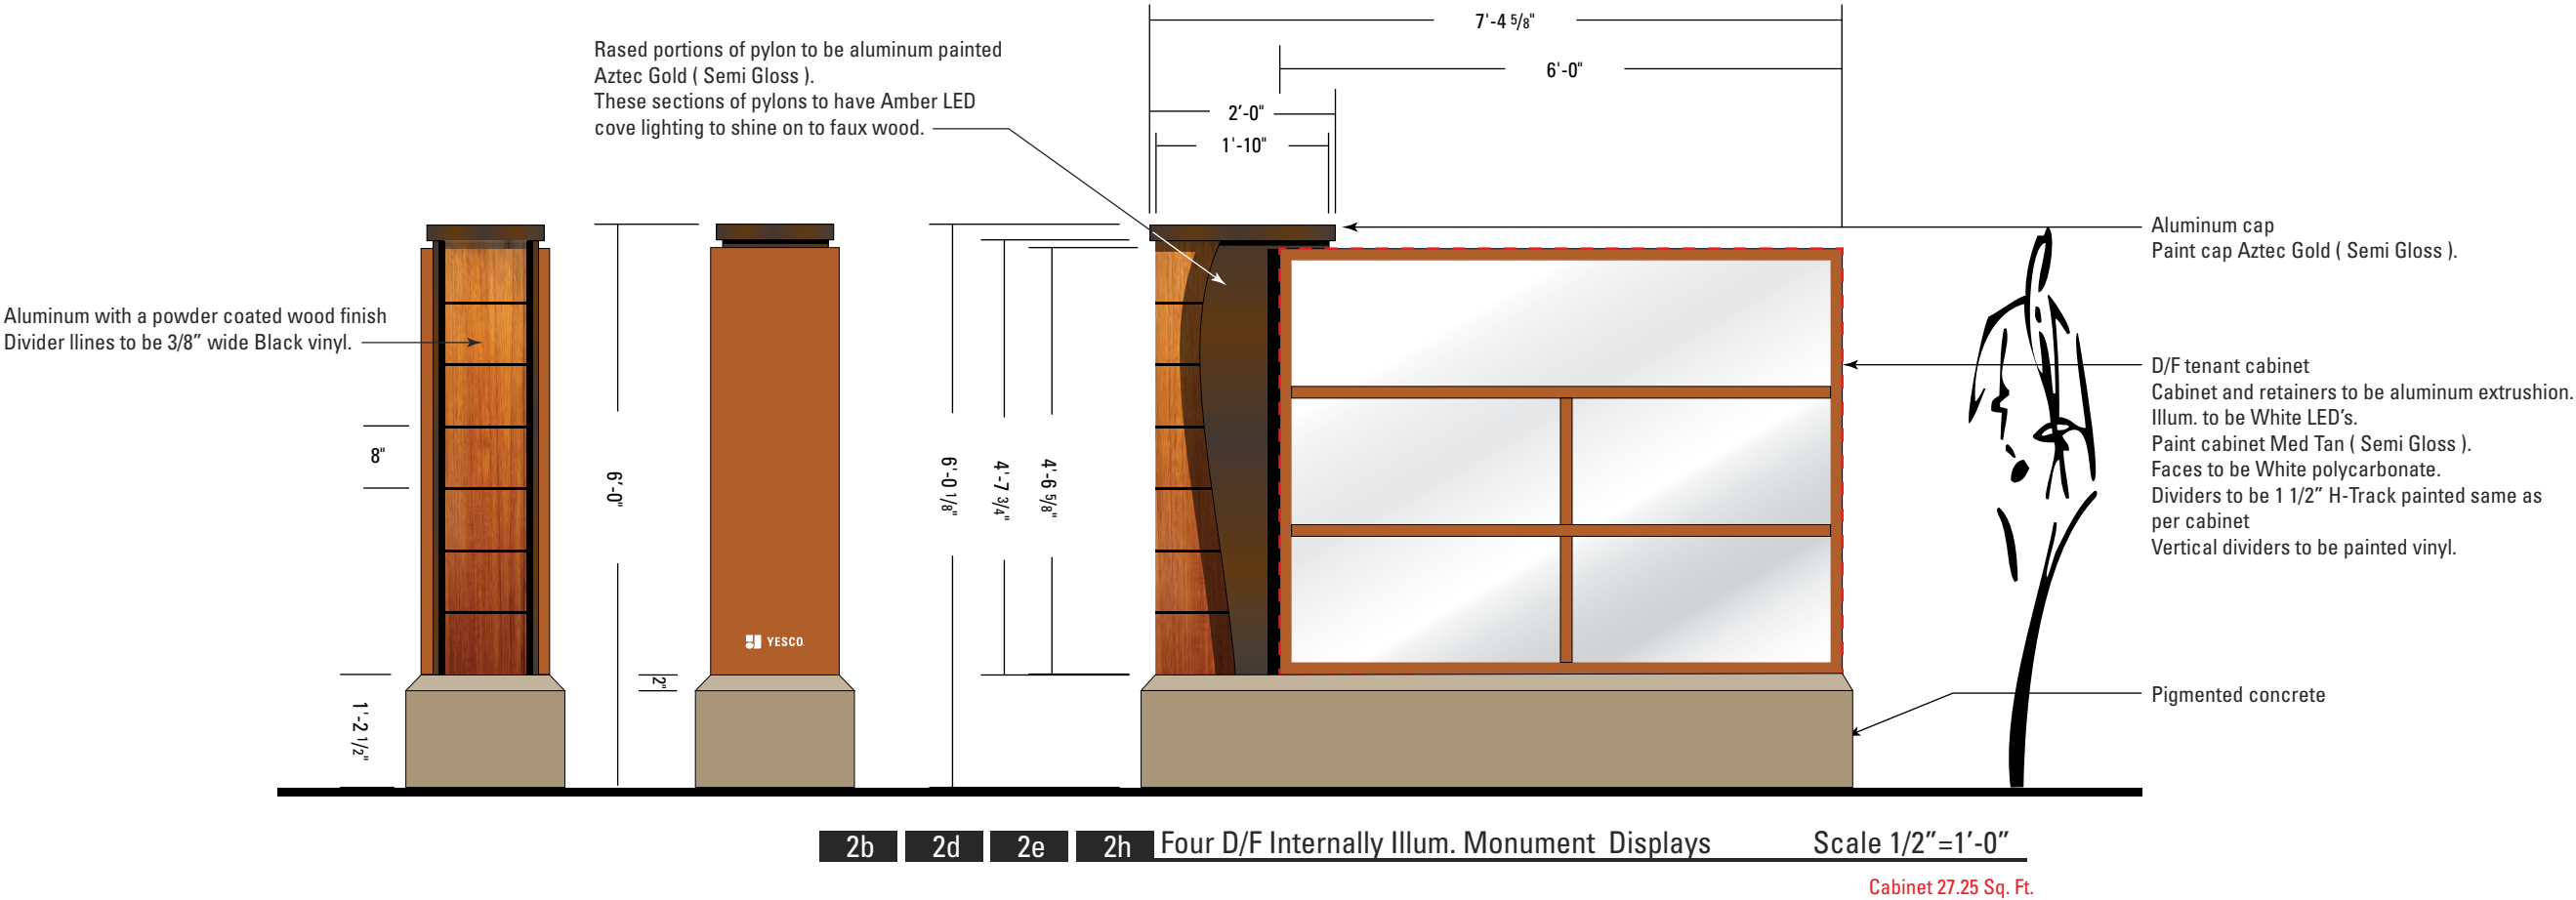 7'-4 5/8"
6'-0"
2'-0"
1'-10"
Rased portions of pylon to be aluminum painted
Aztec Gold ( Semi Gloss ).
These sections of pylons to have Amber LED
cove lighting to shine on to faux wood.
Aluminum cap
Paint cap Aztec Gold ( Semi Gloss ).
Aluminum with a powder coated wood finish
Divider llines to be 3/8" wide Black vinyl.
8"
6'-0"
6'-0 1/8"
4'-7 3/4"
4'-6 5/8"
D/F tenant cabinet
Cabinet and retainers to be aluminum extrushion.
Illum. to be White LED's.
Paint cabinet Med Tan ( Semi Gloss ).
Faces to be White polycarbonate.
Dividers to be 1 1/2" H-Track painted same as
per cabinet
Vertical dividers to be painted vinyl.
YESCO
2"
1'-2 1/2"
Pigmented concrete
2b 2d 2e 2h Four D/F Internally Illum. Monument Displays Scale 1/2"=1'-0"
Cabinet 27.25 Sq. Ft.